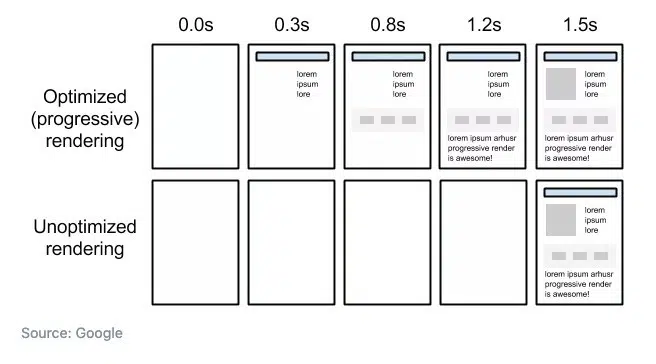 0.0s 0.3s 0.8s 1.2s 1.5s
Optimized
(progressive)
rendering
lorem
ipsum
lore
lorem
ipsum
lore
lorem
ipsum
lore
lorem ipsum arhusr
progressive render
is awesome!
lorem
ipsum
lore
lorem ipsum arhusr
progressive render
is awesome!
Unoptimized
rendering
lorem
ipsum
lore
lorem ipsum arhusr
progressive render
is awesome!
Source: Google